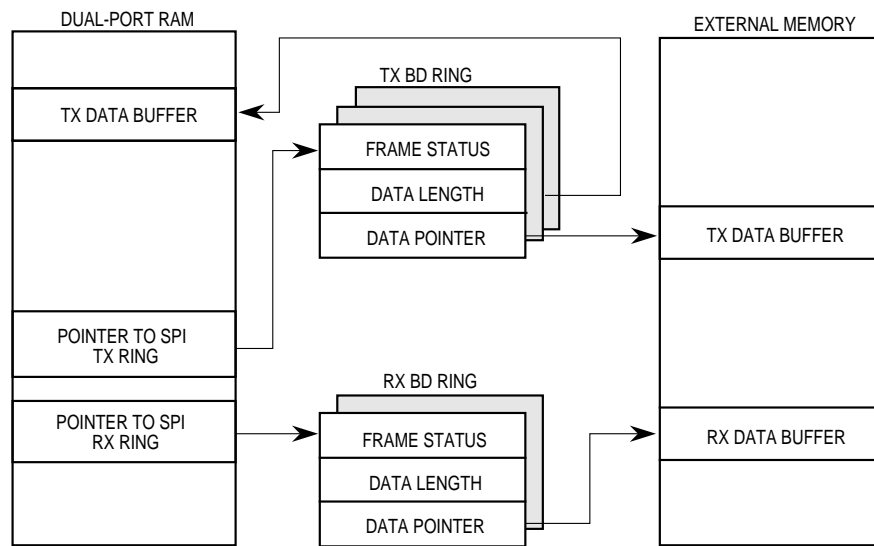 DUAL-PORT RAM
TX DATA BUFFER
POINTER TO SPI
TX RING
POINTER TO SPI
RX RING
TX BD RING
FRAME STATUS
DATA LENGTH
DATA POINTER
RX BD RING
FRAME STATUS
DATA LENGTH
DATA POINTER
EXTERNAL MEMORY
TX DATA BUFFER
RX DATA BUFFER